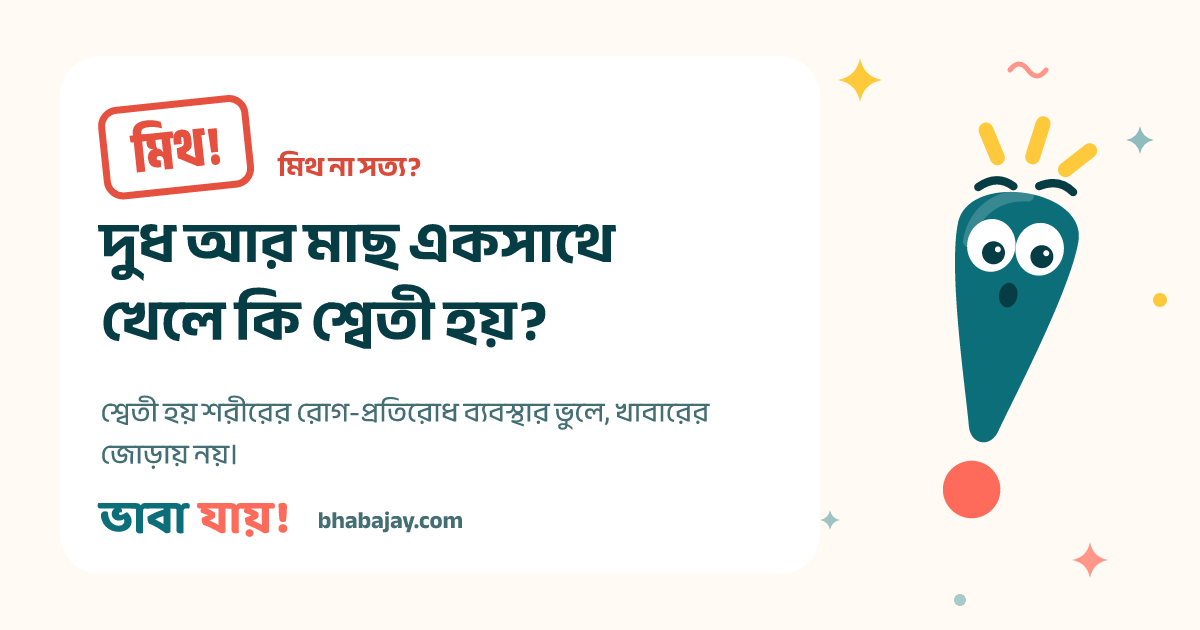 মিথ!
মিথ না সত্য?
দুধ আর মাছ একসাথে
খেলে কি শ্বেতী হয়?
শ্বেতী হয় শরীরের রোগ-প্রতিরোধ ব্যবস্থার ভুলে, খাবারের
জোড়ায় নয়।
ভাবা যায়! bhabajay.com